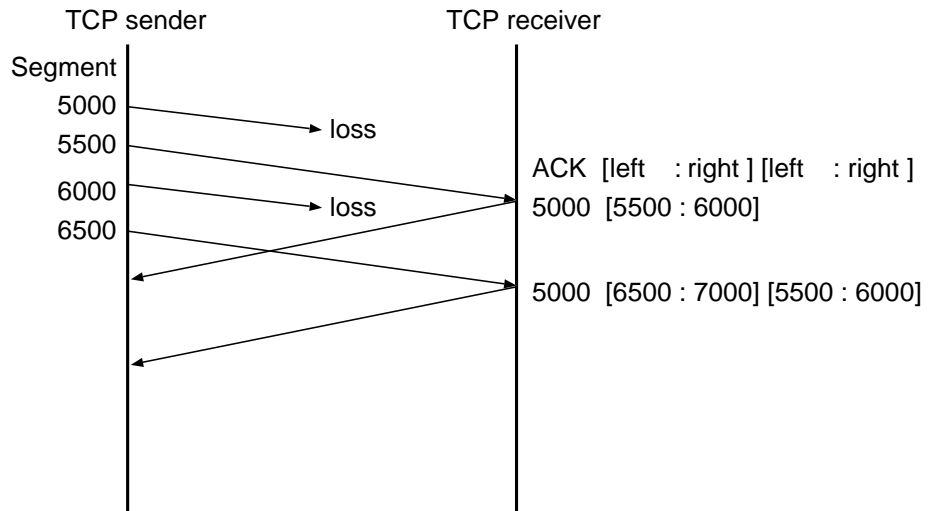 TCP sender
TCP receiver
Segment
5000
loss
5500
ACK [left : right ] [left : right ]
6000
loss
5000 [5500 : 6000]
6500
5000 [6500 : 7000] [5500 : 6000]